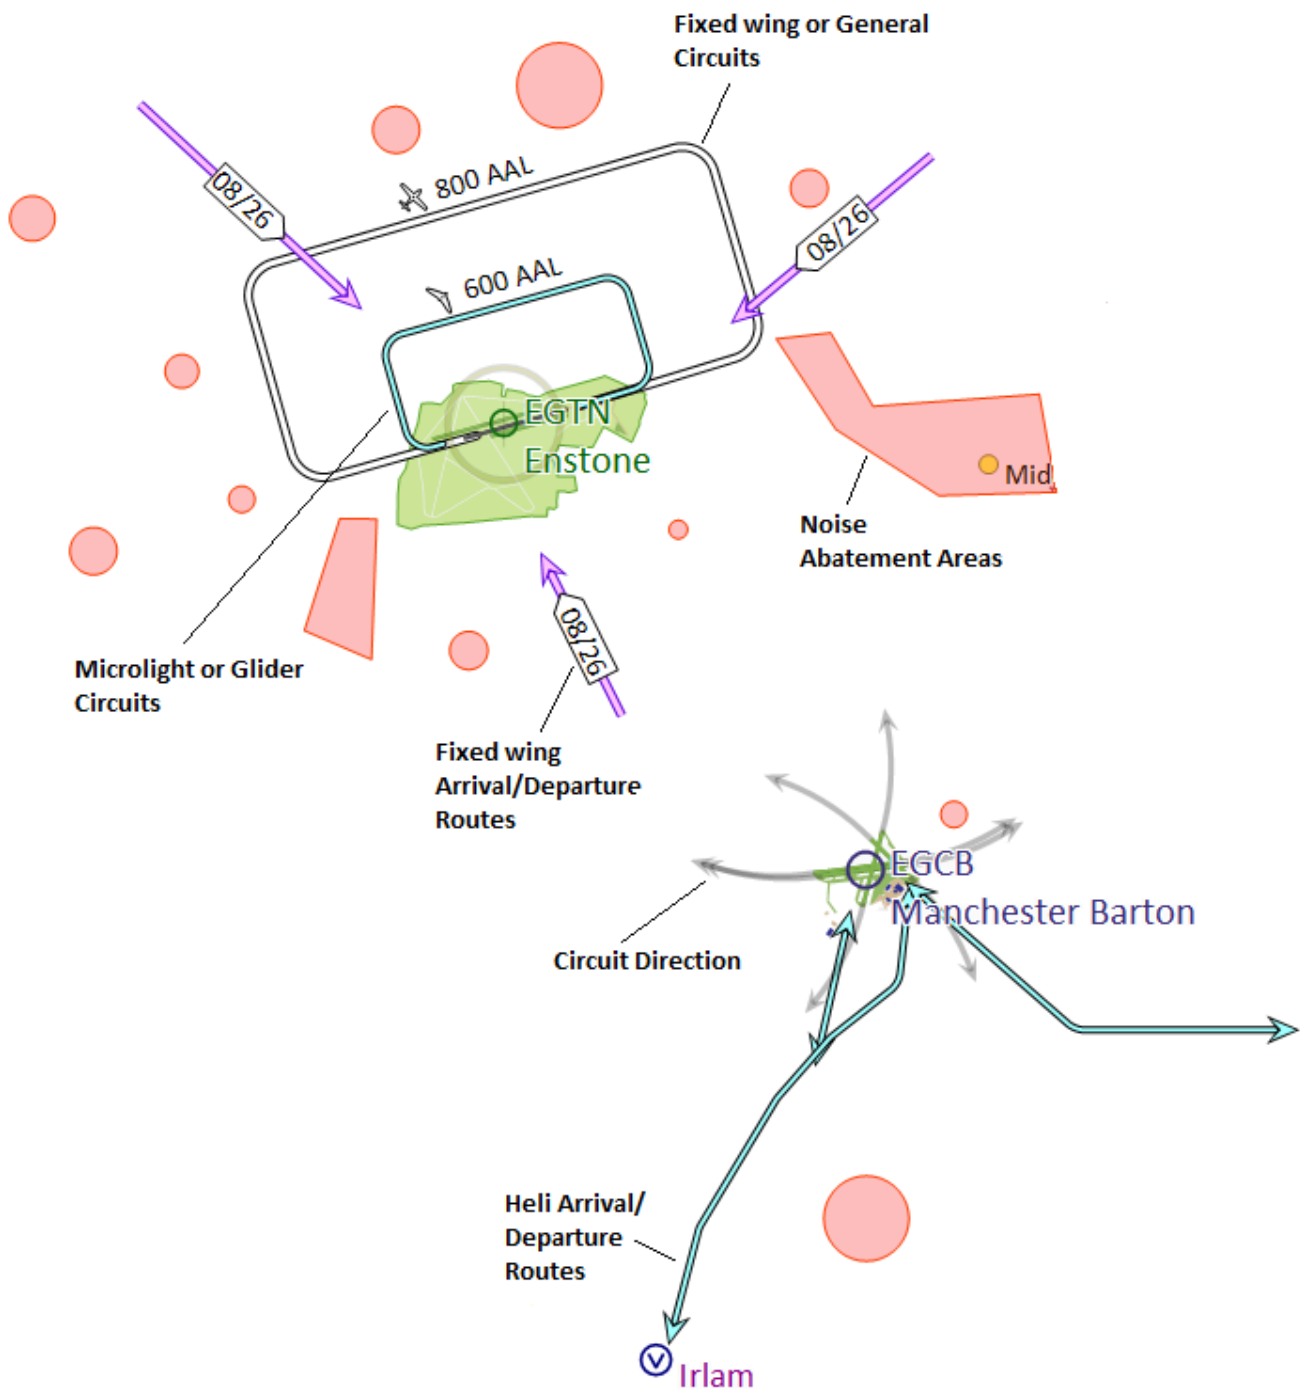 Fixed wing or General
Circuits
800 AAL
08/26
08/26
600 AAL
EGTN
Enstone
Mid
Noise
Abatement Areas
08/26
Microlight or Glider
Circuits
Fixed wing
Arrival/Departure
Routes
EGCB
Manchester Barton
Circuit Direction
Heli Arrival/
Departure
Routes
V
Irlam